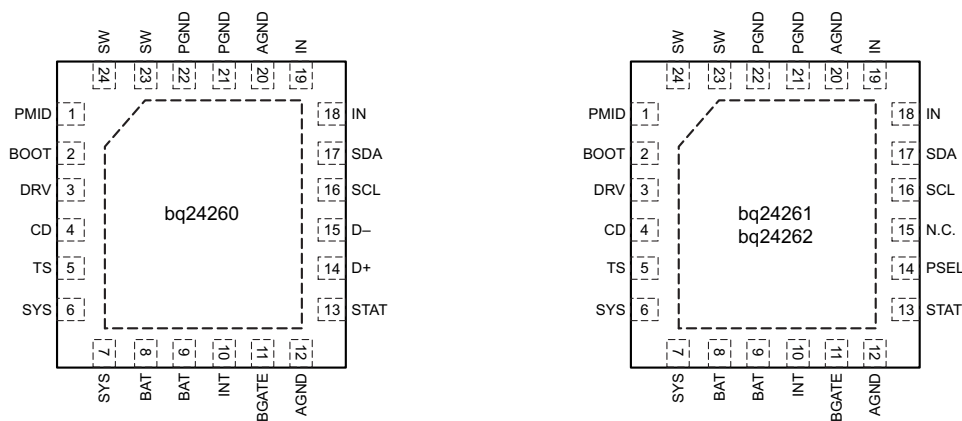 SW SW PGND PGND AGND IN
24 23 22 21 20 19
PMID 1 18 IN
BOOT 2 17 SDA
DRV 3 16 SCL
CD 4 15 D–
TS 5 14 D+
SYS 6 13 STAT
bq24260
7 8 9 10 11 12
SYS BAT BAT INT BGATE AGND
SW SW PGND PGND AGND IN
24 23 22 21 20 19
PMID 1 18 IN
BOOT 2 17 SDA
DRV 3 16 SCL
CD 4 15 N.C.
TS 5 14 PSEL
SYS 6 13 STAT
bq24261
bq24262
7 8 9 10 11 12
SYS BAT BAT INT BGATE AGND